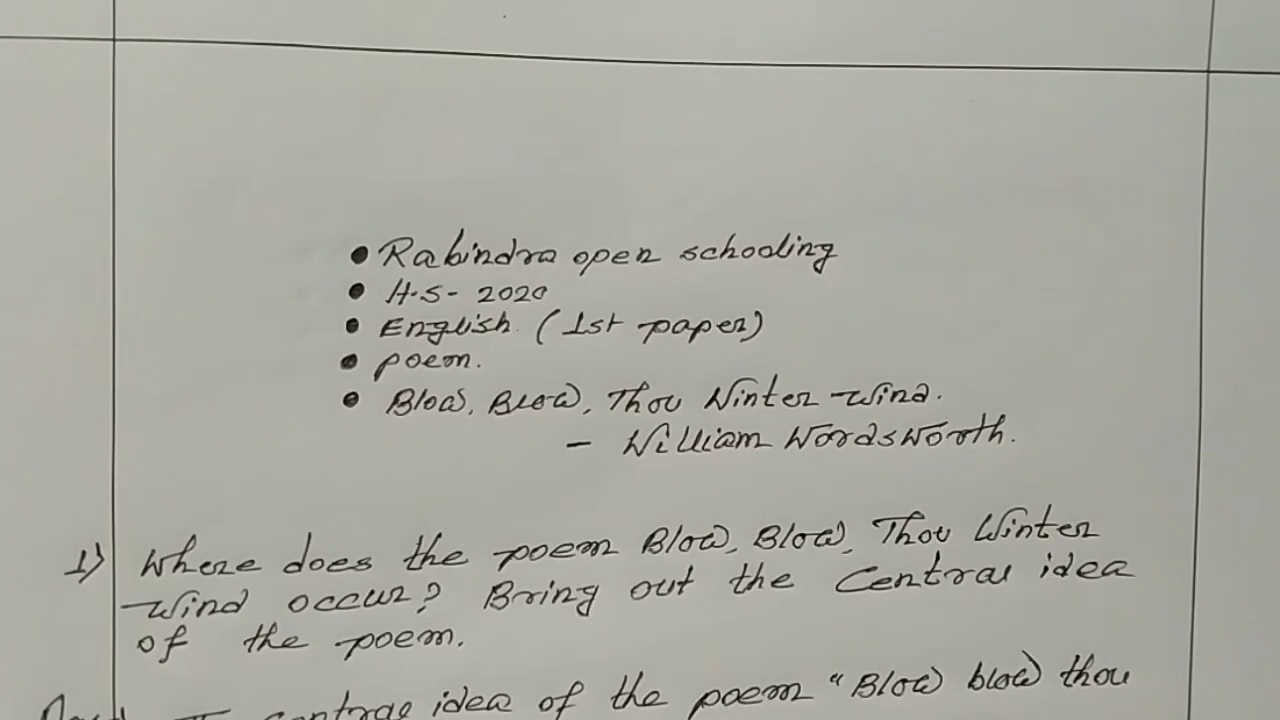 • Rabindra open schooling
• H.S- 2020
• English (1st paper)
• poem.
• Blow, Blow, Thou Winter Wind.
- William Wordsworth.
1) Where does the poem Blow, Blow, Thou Winter
Wind occur? Bring out the Central idea
of the poem.
central idea of the poem "Blow blow thou